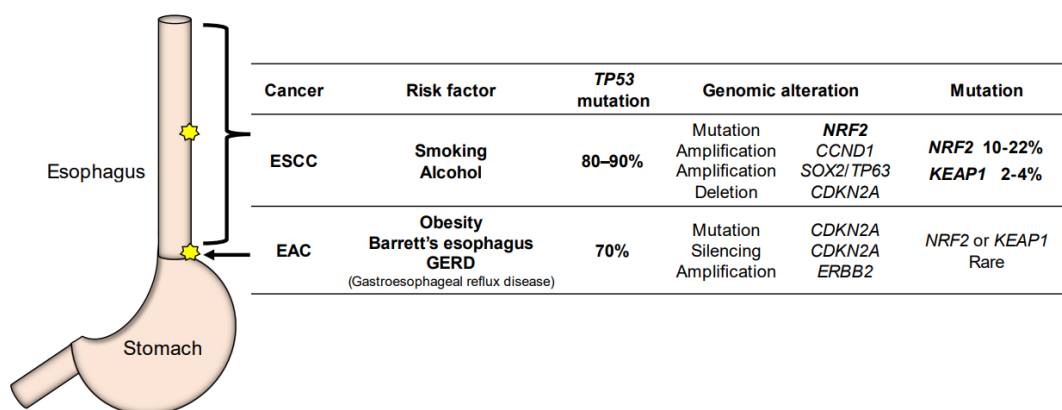 Esophagus
Stomach
Cancer Risk factor TP53 mutation Genomic alteration Mutation
ESCC
Smoking
Alcohol
80–90%
Mutation NRF2
Amplification CCND1
Amplification SOX2/TP63
Deletion CDKN2A
NRF2 10-22%
KEAP1 2-4%
EAC
Obesity
Barrett's esophagus
GERD
(Gastroesophageal reflux disease)
70%
Mutation CDKN2A
Silencing CDKN2A
Amplification ERBB2
NRF2 or KEAP1
Rare